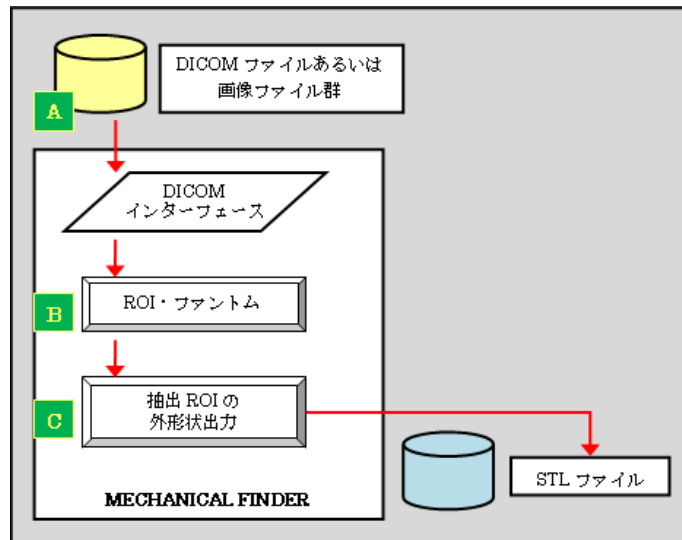 DICOM ファイルあるいは
画像ファイル群
A
DICOM
インターフェース
B
ROI・ファントム
C
抽出 ROI の
外形状出力
STL ファイル
MECHANICAL FINDER